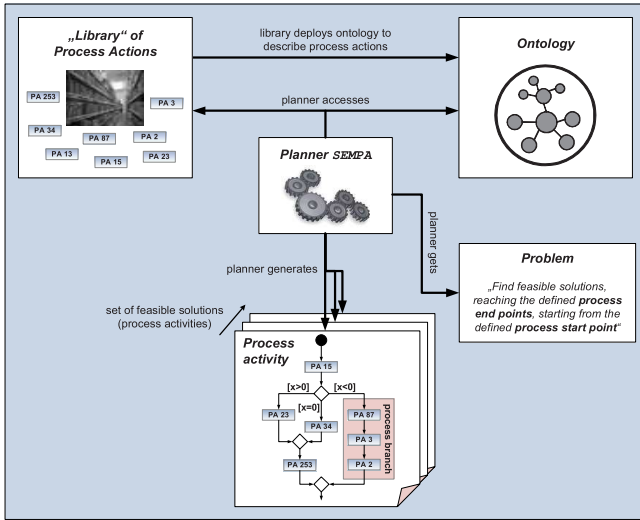 „Library“ of
Process Actions
PA 253
PA 3
PA 34
PA 87
PA 2
PA 13
PA 15
PA 23
library deploys ontology to
describe process actions
planner accesses
Ontology
Planner SEMPA
planner gets
planner generates
Problem
„Find feasible solutions,
reaching the defined process
end points, starting from the
defined process start point“
set of feasible solutions
(process activities)
Process
activity
PA 15
[x>0]
[x<0]
[x=0]
PA 23
PA 34
PA 87
PA 3
PA 253
PA 2
process branch